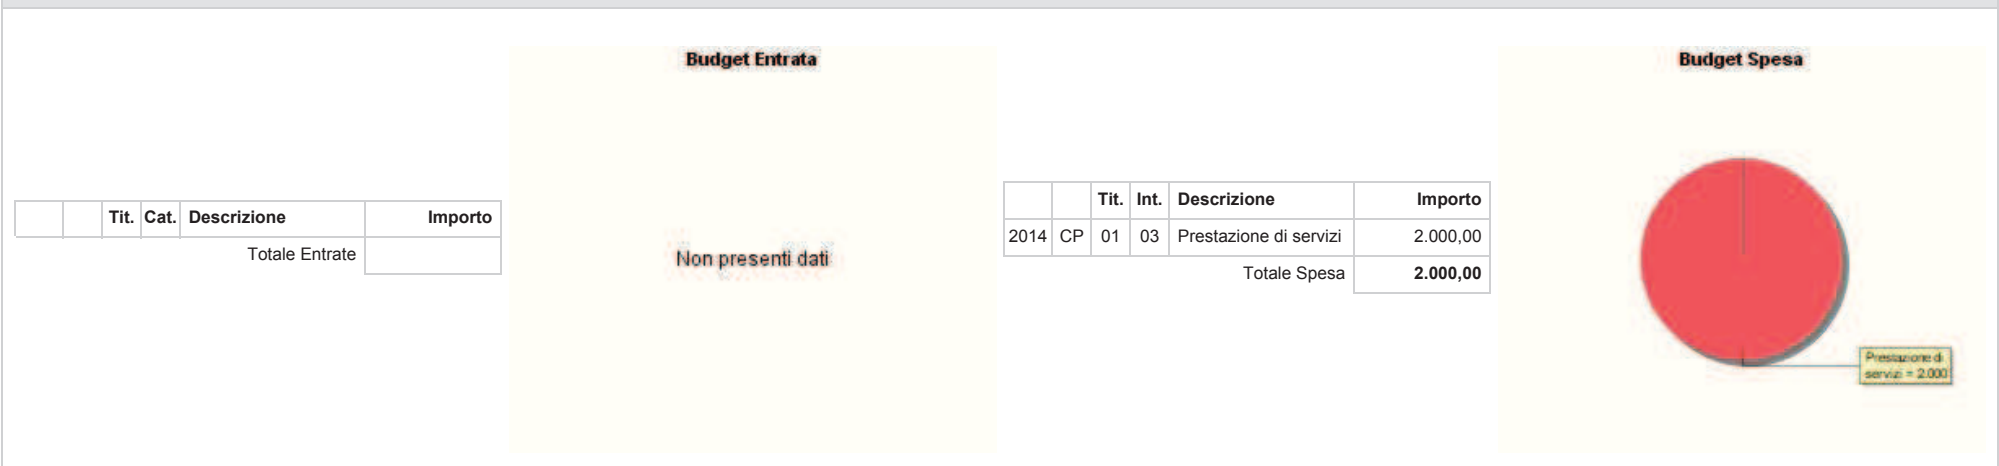 Budget Entrata
Tit. Cat. Descrizione Importo
Totale Entrate
Non presenti dati
Tit. Int. Descrizione Importo
2014 CP 01 03 Prestazione di servizi 2.000,00
Totale Spesa 2.000,00
Budget Spesa
Prestazione di
servizi = 2.000